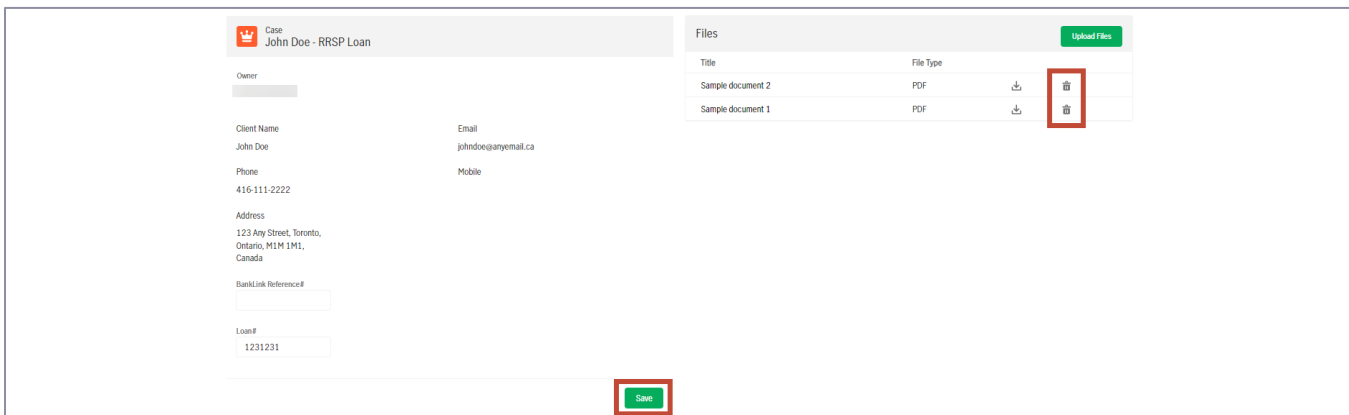 Case
John Doe - RRSP Loan
Owner
Client Name
Email
John Doe
johndoe@anyemail.ca
Phone
Mobile
416-111-2222
Address
123 Any Street, Toronto,
Ontario, M1M 1M1,
Canada
BankLink Reference#
Loan#
1231231
Save
Files
Upload Files
Title
File Type
Sample document 2
PDF
Sample document 1
PDF